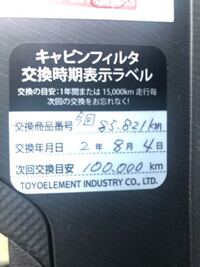 キャビンフィルタ
交換時期表示ラベル
交換の目安:1年間または15,000km走行毎
次回の交換をお忘れなく!
交換商品番号 今回 85.821km
交換年月日 2年8月4日
次回交換目安 100.000km
TOYOELEMENT INDUSTRY CO., LTD.